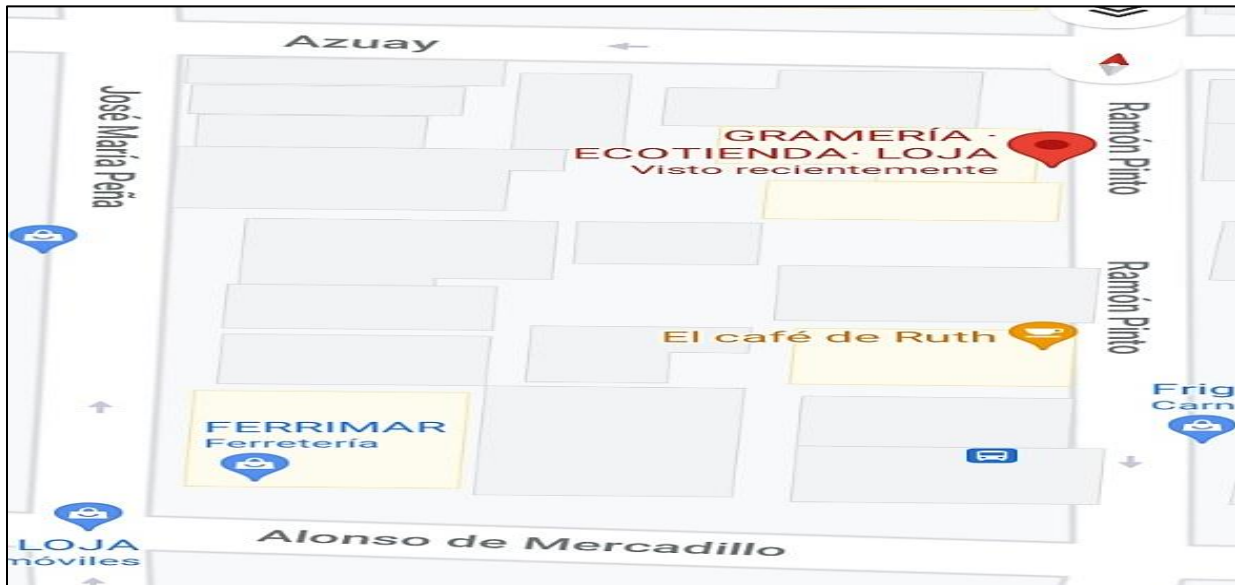 Azuay
José María Peña
Ramón Pinto
GRAMERÍA ·
ECOTIENDA· LOJA
Visto recientemente
Ramón Pinto
El café de Ruth
Frig
Carn
FERRIMAR
Ferretería
Alonso de Mercadillo
-LOJA
móviles